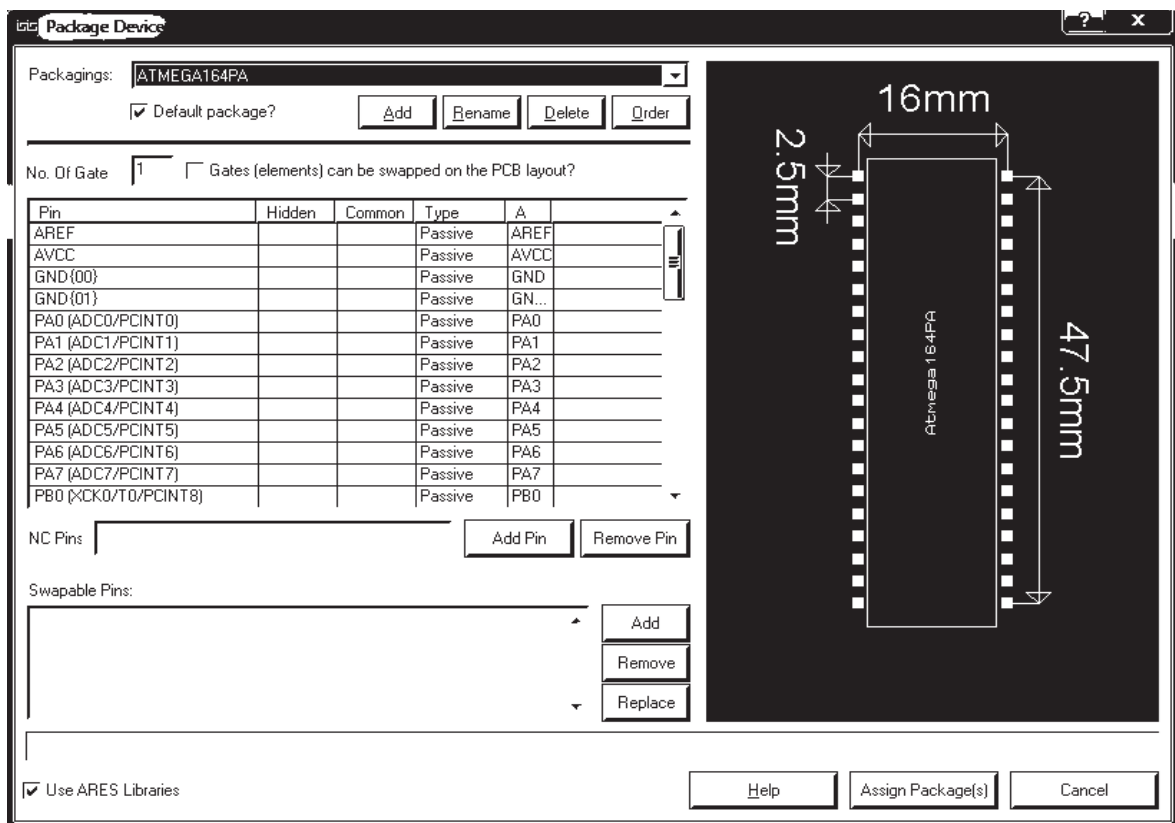 isis Package Device
? x
Packagings: ATMEGA164PA
Default package? Add Rename Delete Order
No. Of Gate 1 Gates (elements) can be swapped on the PCB layout?
Pin Hidden Common Type A
AREF Passive AREF
AVCC Passive AVCC
GND{00} Passive GND
GND{01} Passive GN...
PA0 (ADC0/PCINT0) Passive PA0
PA1 (ADC1/PCINT1) Passive PA1
PA2 (ADC2/PCINT2) Passive PA2
PA3 (ADC3/PCINT3) Passive PA3
PA4 (ADC4/PCINT4) Passive PA4
PA5 (ADC5/PCINT5) Passive PA5
PA6 (ADC6/PCINT6) Passive PA6
PA7 (ADC7/PCINT7) Passive PA7
PB0 (XCK0/T0/PCINT8) Passive PB0
NC Pins Add Pin Remove Pin
Swapable Pins:
Add
Remove
Replace
16mm
2.5mm
Atmega164PA
47.5mm
Use ARES Libraries Help Assign Package(s) Cancel